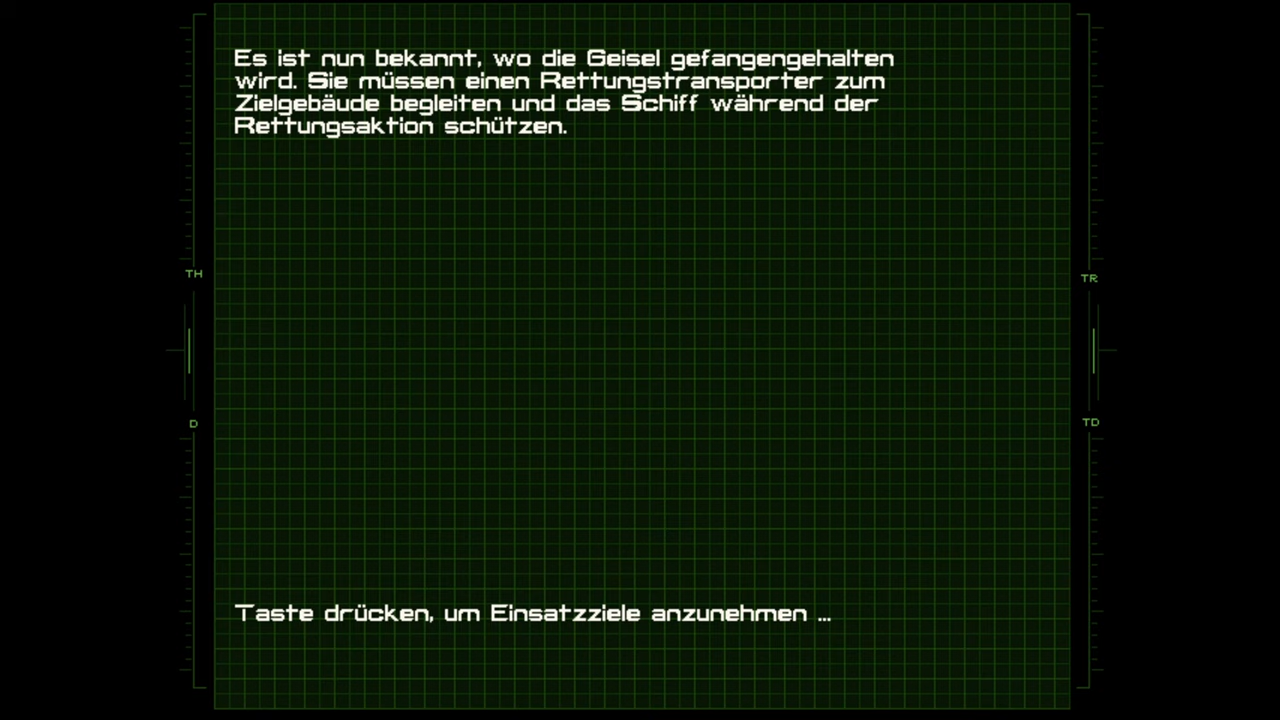 Es ist nun bekannt, wo die Geisel gefangengehalten
wird. Sie müssen einen Rettungstransporter zum
Zielgebäude begleiten und das Schiff während der
Rettungsaktion schützen.
TH
TR
D
TD
Taste drücken, um Einsatzziele anzunehmen ...